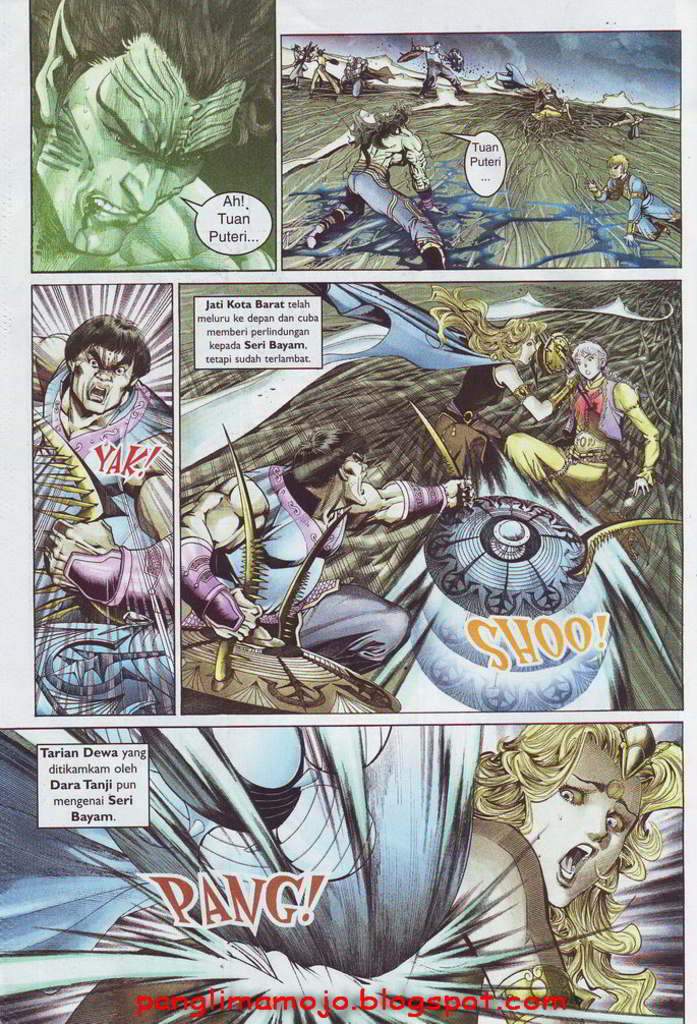 Ah!
Tuan
Puteri...
Tuan
Puteri
...
YAK!
Jati Kota Barat telah
meluru ke depan dan cuba
memberi perlindungan
kepada Seri Bayam,
tetapi sudah terlambat.
SHOO!
Tarian Dewa yang
ditikamkam oleh
Dara Tanji pun
mengenai Seri
Bayam.
PANG!
penglimamojo.blogspot.com